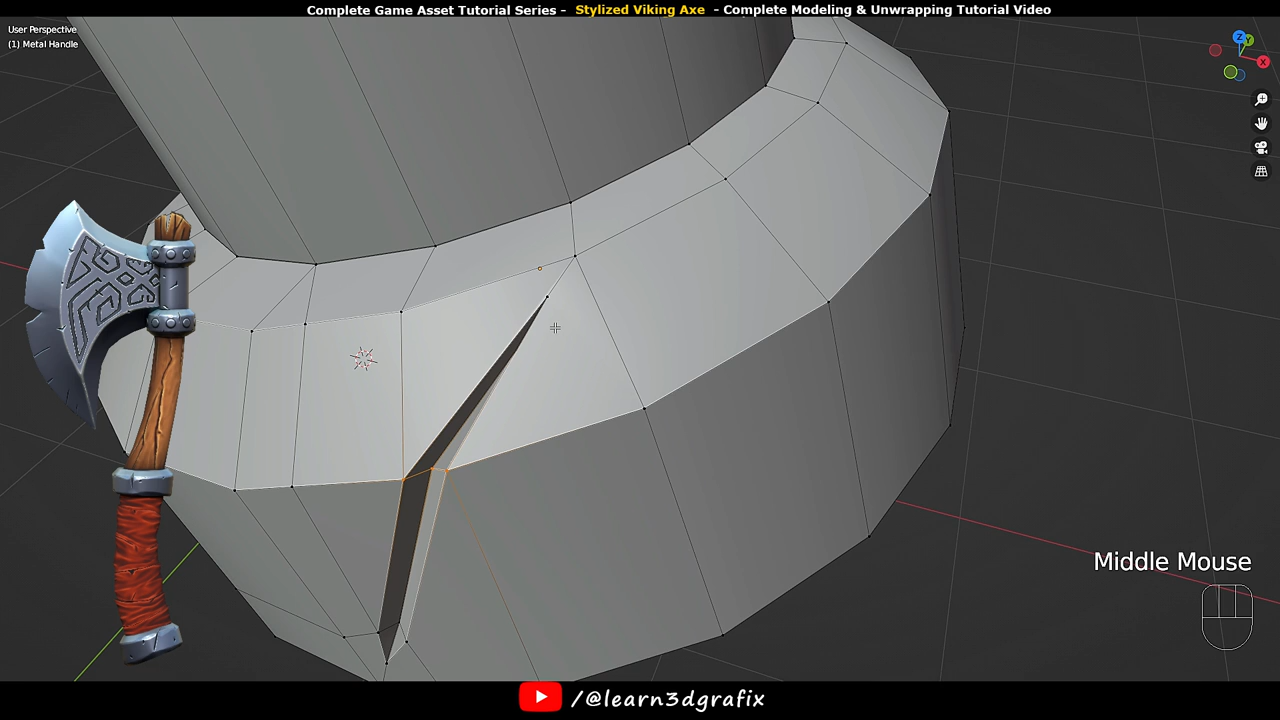 Complete Game Asset Tutorial Series - Stylized Viking Axe - Complete Modeling & Unwrapping Tutorial Video
User Perspective
(1) Metal Handle
Z
Y
X
Middle Mouse
/@learn3dgrafix